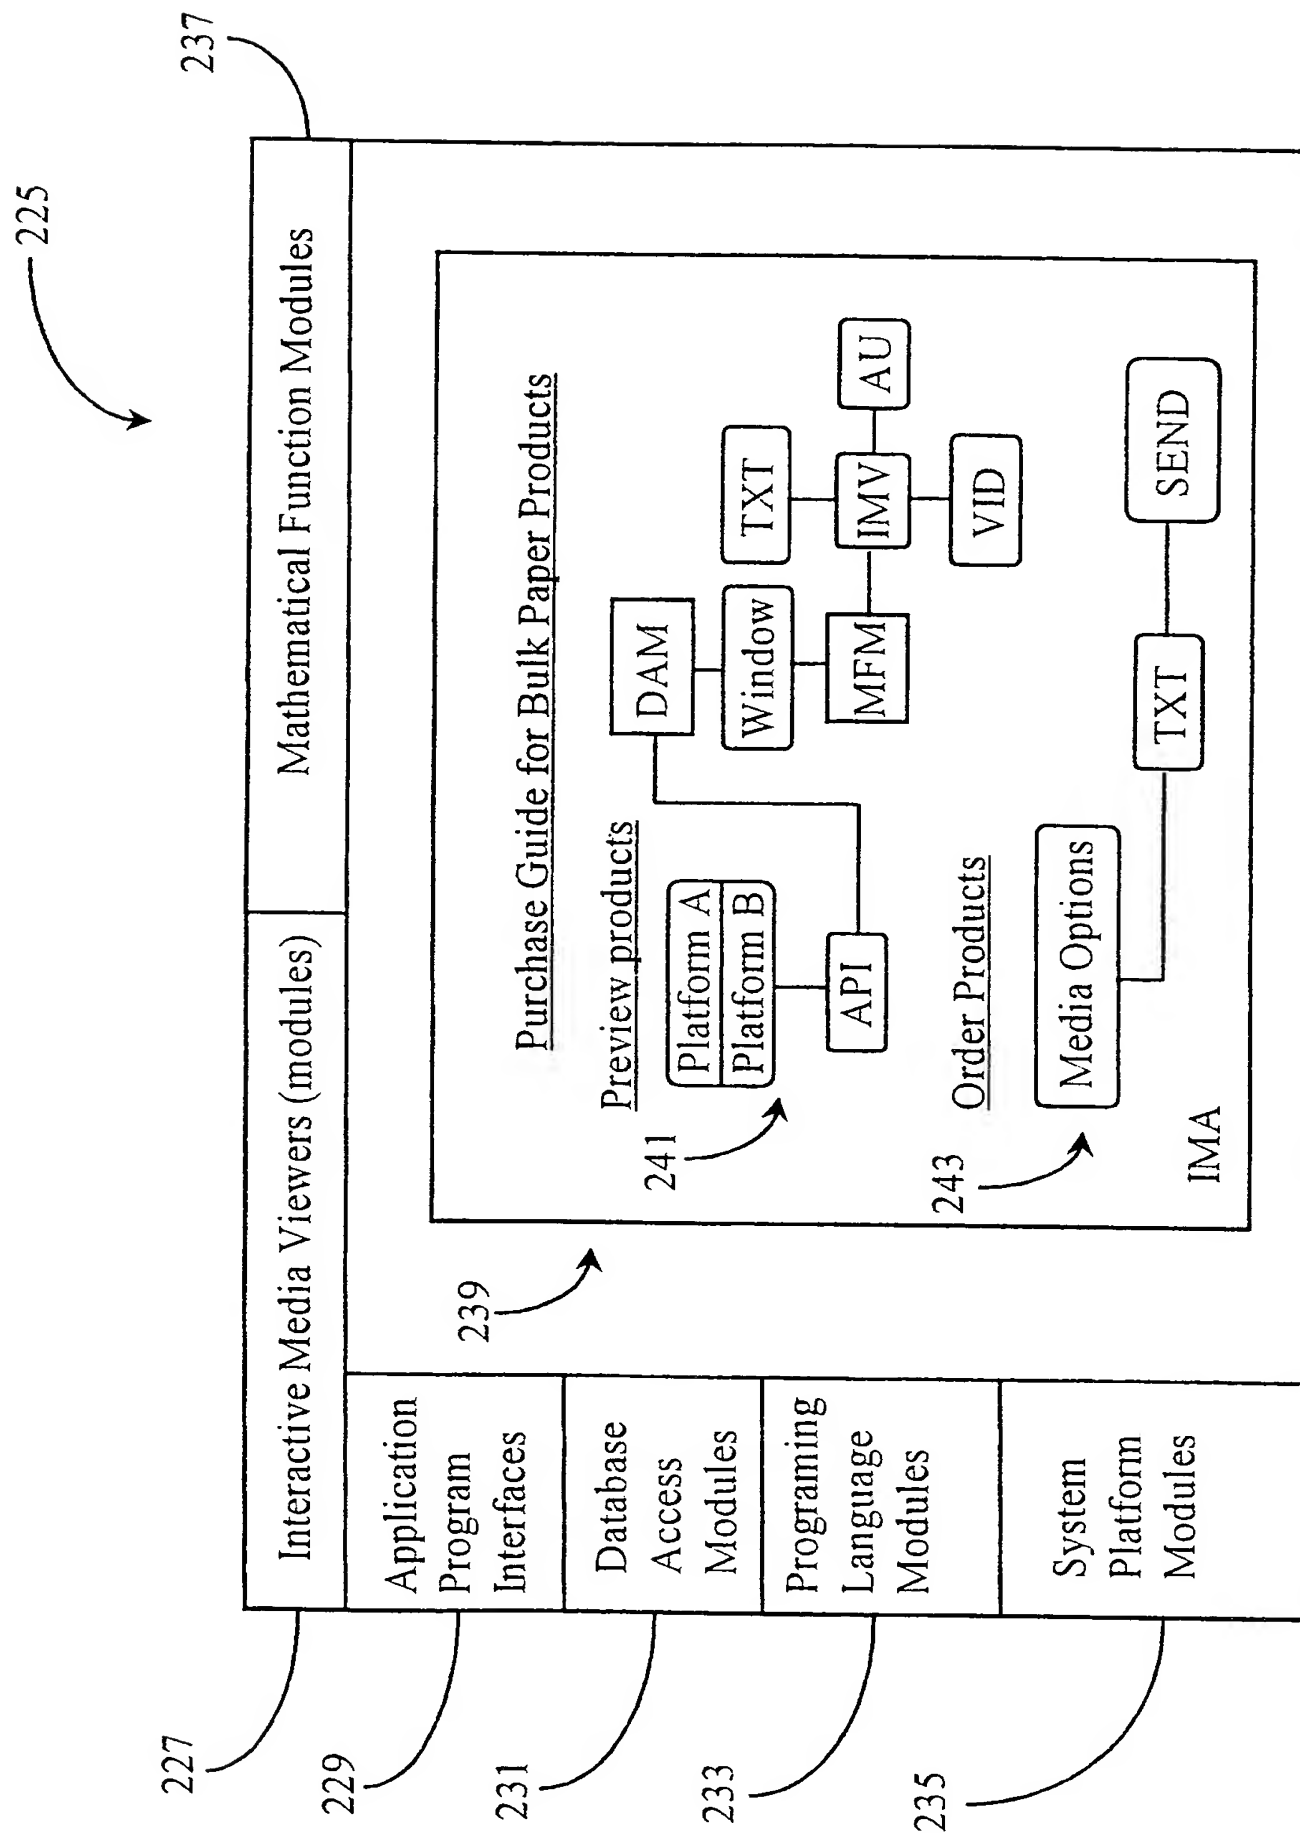 225
237
227
Interactive Media Viewers (modules)
Mathematical Function Modules
229
Application
Program
Interfaces
231
Database
Access
Modules
233
Programing
Language
Modules
235
System
Platform
Modules
239
Purchase Guide for Bulk Paper Products
Preview products
241
Platform A
Platform B
API
DAM
Window
MFM
TXT
IMV
AU
VID
Order Products
243
Media Options
TXT
SEND
IMA